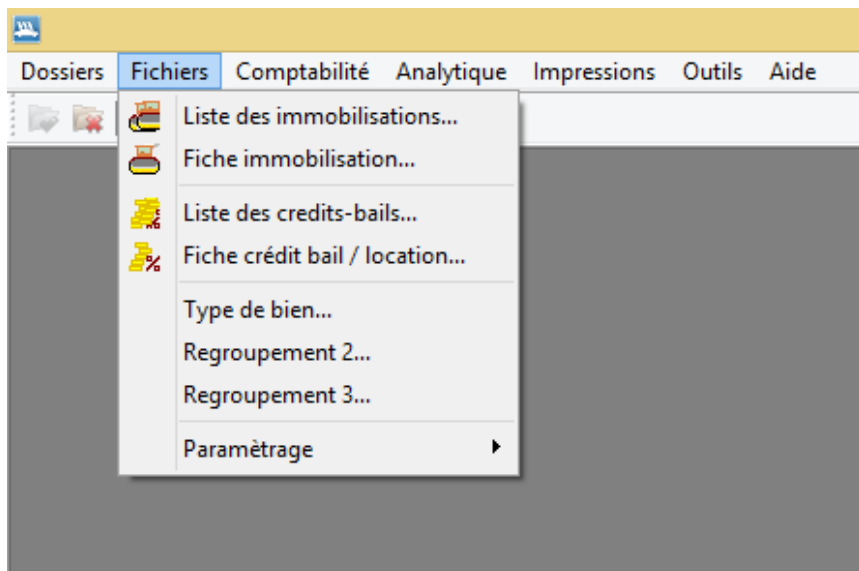 Dossiers Fichiers Comptabilité Analytique Impressions Outils Aide
Liste des immobilisations...
Fiche immobilisation...
Liste des credits-bails...
Fiche crédit bail / location...
Type de bien...
Regroupement 2...
Regroupement 3...
Paramètrage